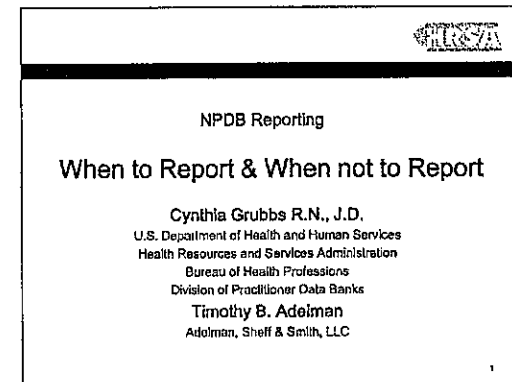 HRSA
NPDB Reporting
When to Report & When not to Report
Cynthia Grubbs R.N., J.D.
U.S. Department of Health and Human Services
Health Resources and Services Administration
Bureau of Health Professions
Division of Practitioner Data Banks
Timothy B. Adelman
Adelman, Sheff & Smith, LLC
1